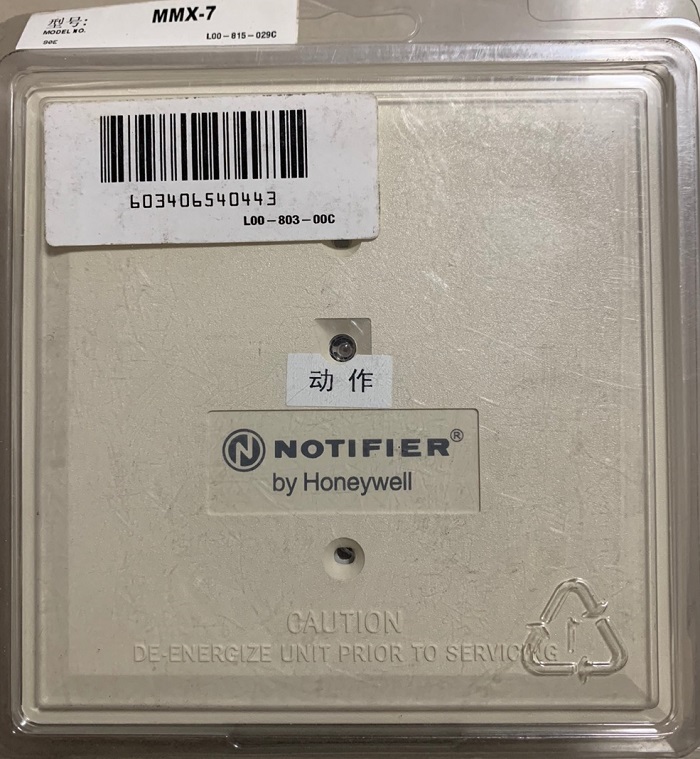 型号:
MODEL NO.
MMX-7
L00-815-029C
603406540443
L00-803-00C
动作
N NOTIFIER®
by Honeywell
CAUTION
DE-ENERGIZE UNIT PRIOR TO SERVICING
1